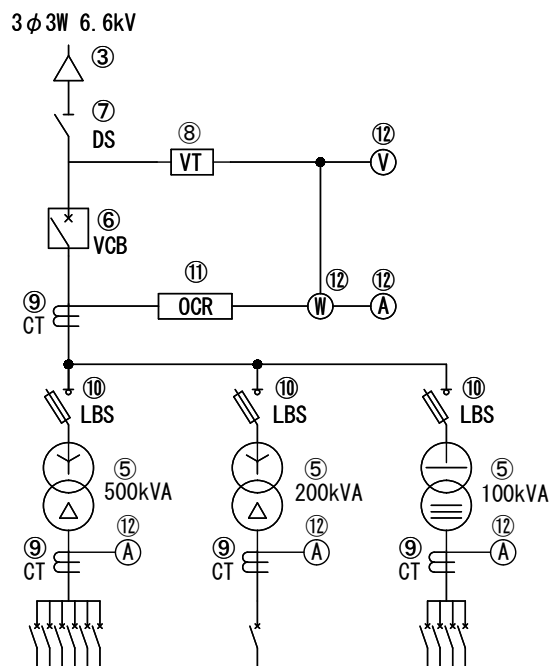 3φ3W 6.6kV
③
⑦
DS
⑧
VT
⑫
V
⑥
VCB
⑪
OCR
⑫
W
⑫
A
⑨
CT
⑩
LBS
⑩
LBS
⑩
LBS
⑤
500kVA
⑤
200kVA
⑤
100kVA
⑨
CT
⑫
A
⑨
CT
⑫
A
⑨
CT
⑫
A